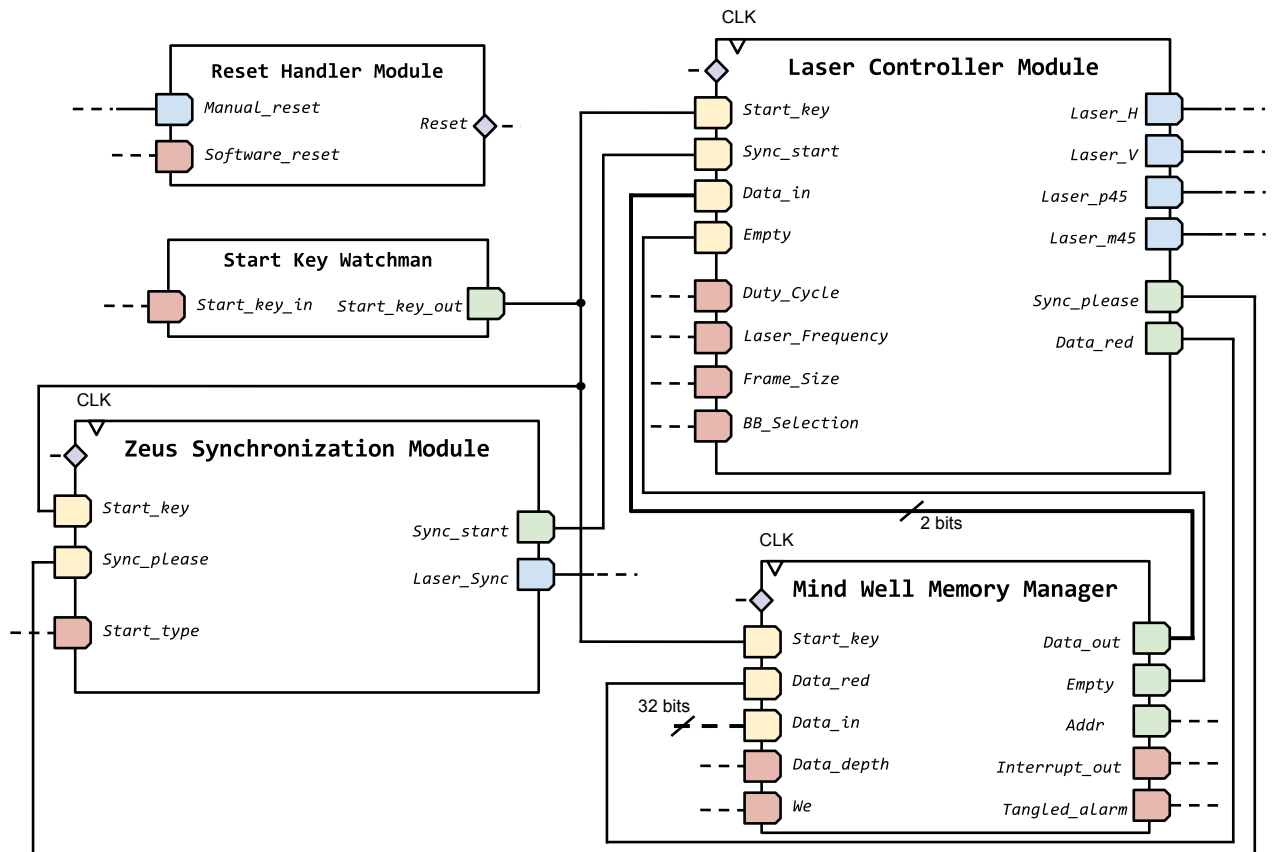 Reset Handler Module
Manual_reset
Software_reset
Reset
Start Key Watchman
Start_key_in
Start_key_out
CLK
Laser Controller Module
Start_key
Sync_start
Data_in
Empty
Duty_Cycle
Laser_Frequency
Frame_Size
BB_Selection
Laser_H
Laser_V
Laser_p45
Laser_m45
Sync_please
Data_red
CLK
Zeus Synchronization Module
Start_key
Sync_please
Start_type
Sync_start
Laser_Sync
2 bits
CLK
Mind Well Memory Manager
Start_key
Data_red
32 bits
Data_in
Data_depth
We
Data_out
Empty
Addr
Interrupt_out
Tangled_alarm